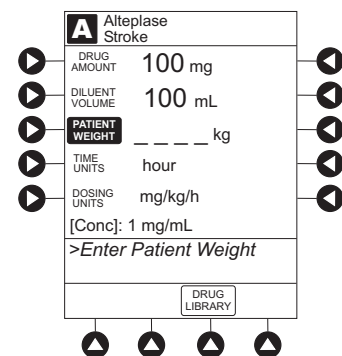 A Alteplase
Stroke
DRUG
AMOUNT 100 mg
DILUENT
VOLUME 100 mL
PATIENT
WEIGHT _ _ _ _ kg
TIME
UNITS hour
DOSING
UNITS mg/kg/h
[Conc]: 1 mg/mL
>Enter Patient Weight
DRUG
LIBRARY